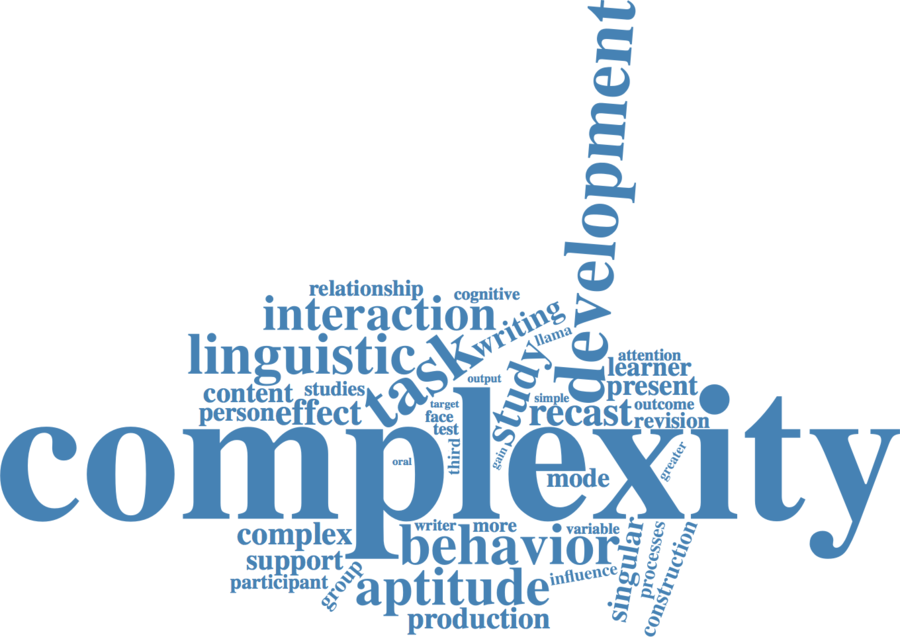 development
relationship
cognitive
interaction
writing
llama
linguistic
task
study
attention
learner
output
content
studies
present
simple
target
outcome
person
effect
face
recast
revision
test
complexity
third
gain
oral
greater
mode
complex
writer
more
variable
behavior
singular
processes
construction
support
participant
group
aptitude
influence
production